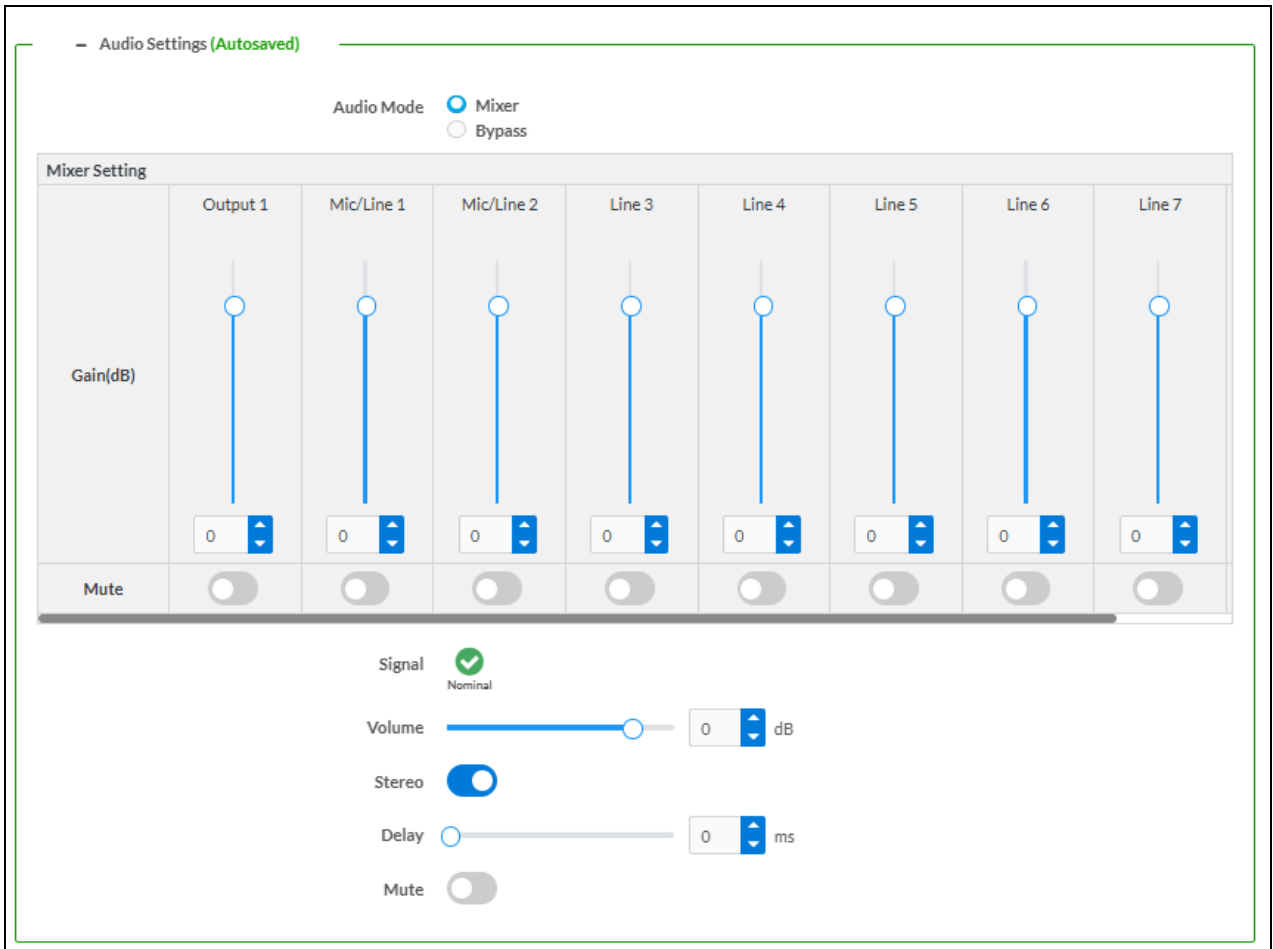 – Audio Settings (Autosaved)
Audio Mode
Mixer
Bypass
Mixer Setting
Output 1 Mic/Line 1 Mic/Line 2 Line 3 Line 4 Line 5 Line 6 Line 7
Gain(dB)
0 0 0 0 0 0 0 0
Mute
Signal
Nominal
Volume 0 dB
Stereo
Delay 0 ms
Mute